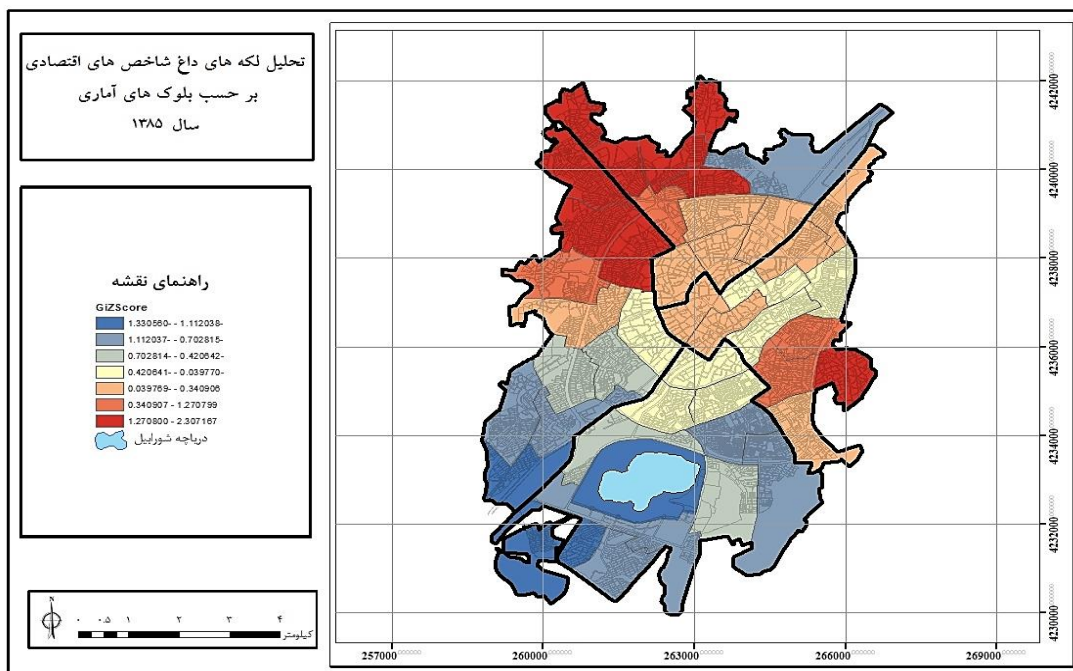 تحلیل لکه های داغ شاخص های اقتصادی
بر حسب بلوک های آماری
سال ۱۳۸۵
راهنمای نقشه
GiZScore
1.330560- - 1.112038-
1.112037- - 0.702815-
0.702814- - 0.420642-
0.420641- - 0.039770-
0.039769- - 0.340906
0.340907 - 1.270799
1.270800 - 2.307167
دریاچه شورابیل
N
۰ ۰.۵ ۱ ۲ ۳ ۴
کیلومتر
4242000
4240000
4238000
4236000
4234000
4232000
4230000
257000 260000 263000 266000 269000